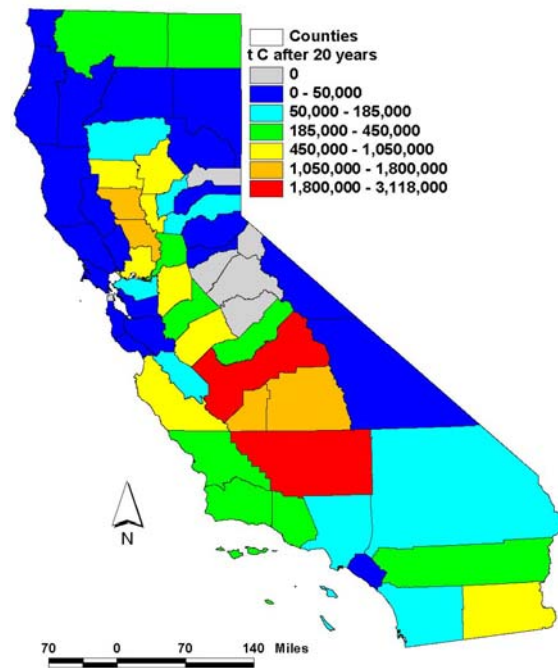 Counties
t C after 20 years
0
0 - 50,000
50,000 - 185,000
185,000 - 450,000
450,000 - 1,050,000
1,050,000 - 1,800,000
1,800,000 - 3,118,000
N
70 0 70 140 Miles